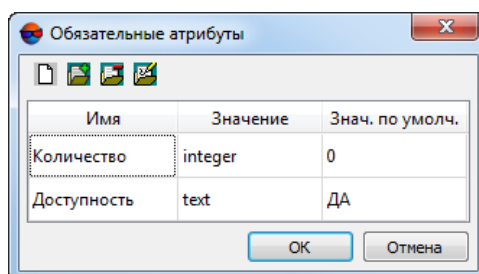 Обязательные атрибуты
Имя Значение Знач. по умолч.
Количество integer 0
Доступность text ДА
OK Отмена